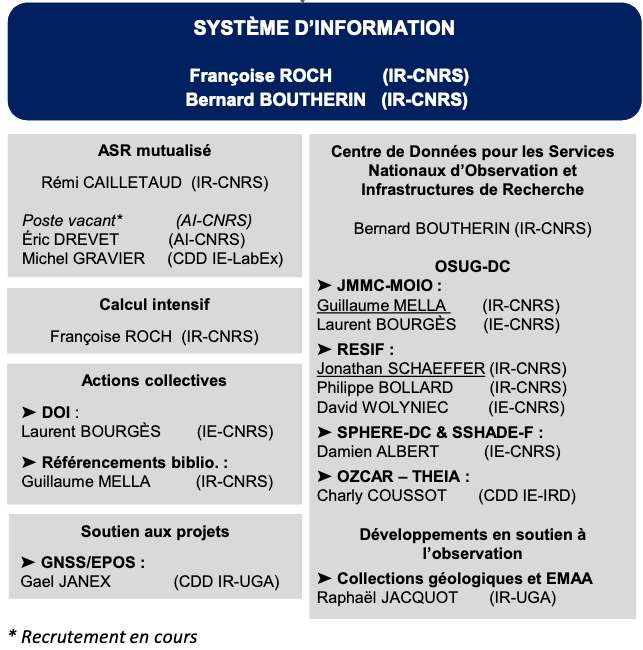 SYSTÈME D’INFORMATION
Françoise ROCH (IR-CNRS)
Bernard BOUTHERIN (IR-CNRS)
ASR mutualisé
Rémi CAILLETAUD (IR-CNRS)
Poste vacant* (AI-CNRS)
Éric DREVET (AI-CNRS)
Michel GRAVIER (CDD IE-LabEx)
Calcul intensif
Françoise ROCH (IR-CNRS)
Actions collectives
➤ DOI :
Laurent BOURGÈS (IE-CNRS)
➤ Référencements biblio. :
Guillaume MELLA (IR-CNRS)
Soutien aux projets
➤ GNSS/EPOS :
Gael JANEX (CDD IR-UGA)
Centre de Données pour les Services
Nationaux d’Observation et
Infrastructures de Recherche
Bernard BOUTHERIN (IR-CNRS)
OSUG-DC
➤ JMMC-MOIO :
Guillaume MELLA (IR-CNRS)
Laurent BOURGÈS (IE-CNRS)
➤ RESIF :
Jonathan SCHAEFFER (IR-CNRS)
Philippe BOLLARD (IR-CNRS)
David WOLYNIEC (IE-CNRS)
➤ SPHERE-DC & SSHADE-F :
Damien ALBERT (IE-CNRS)
➤ OZCAR – THEIA :
Charly COUSSOT (CDD IE-IRD)
Développements en soutien à
l’observation
➤ Collections géologiques et EMAA
Raphaël JACQUOT (IR-UGA)
* Recrutement en cours